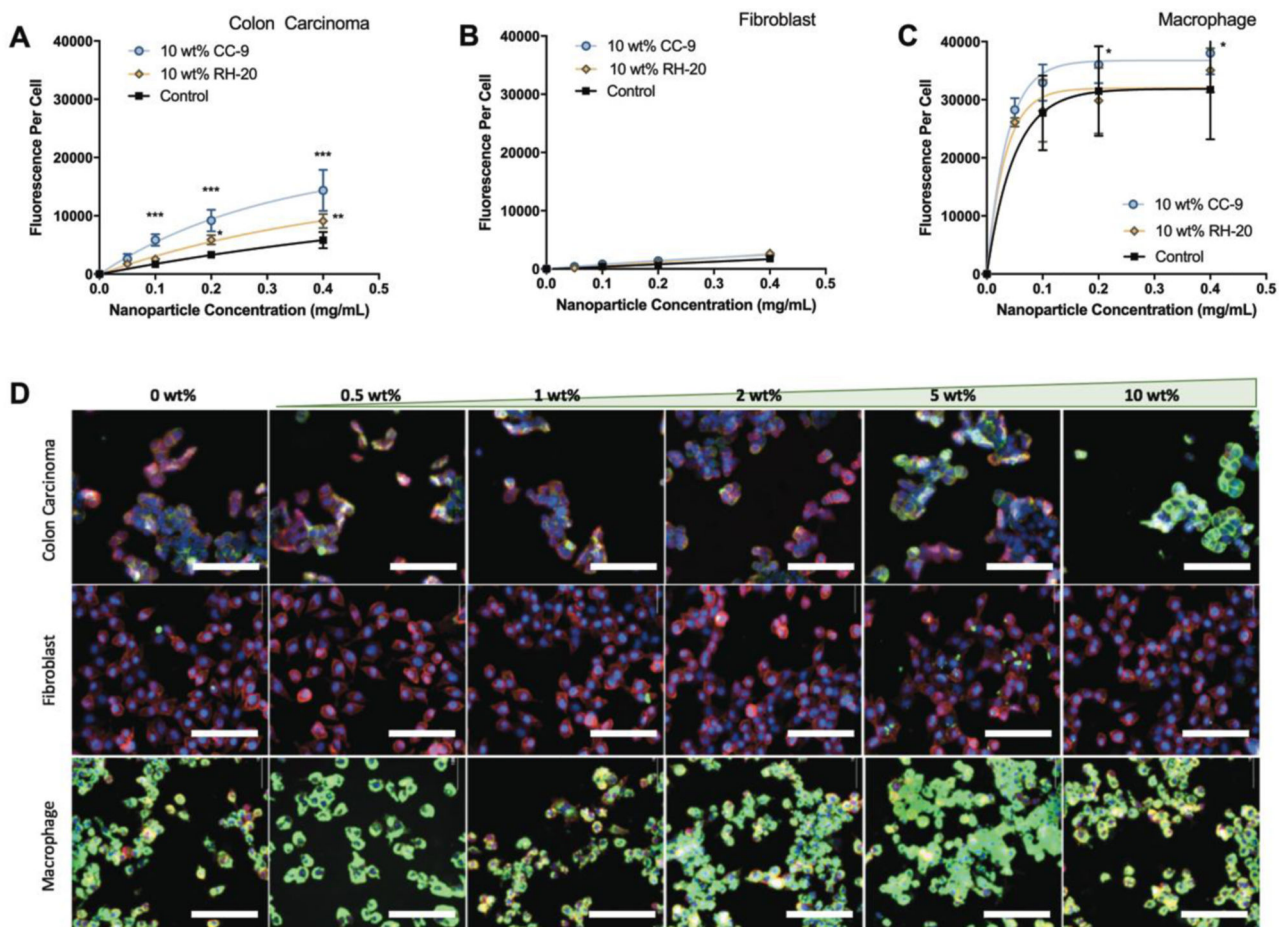 A
Colon Carcinoma
40000
30000
20000
10000
0
Fluorescence Per Cell
10 wt% CC-9
10 wt% RH-20
Control
***
***
***
*
**
0.0 0.1 0.2 0.3 0.4 0.5
Nanoparticle Concentration (mg/mL)
B
Fibroblast
40000
30000
20000
10000
0
Fluorescence Per Cell
10 wt% CC-9
10 wt% RH-20
Control
0.0 0.1 0.2 0.3 0.4 0.5
Nanoparticle Concentration (mg/mL)
C
Macrophage
40000
30000
20000
10000
0
Fluorescence Per Cell
*
*
10 wt% CC-9
10 wt% RH-20
Control
0.0 0.1 0.2 0.3 0.4 0.5
Nanoparticle Concentration (mg/mL)
D
0 wt% 0.5 wt% 1 wt% 2 wt% 5 wt% 10 wt%
Colon Carcinoma
Fibroblast
Macrophage